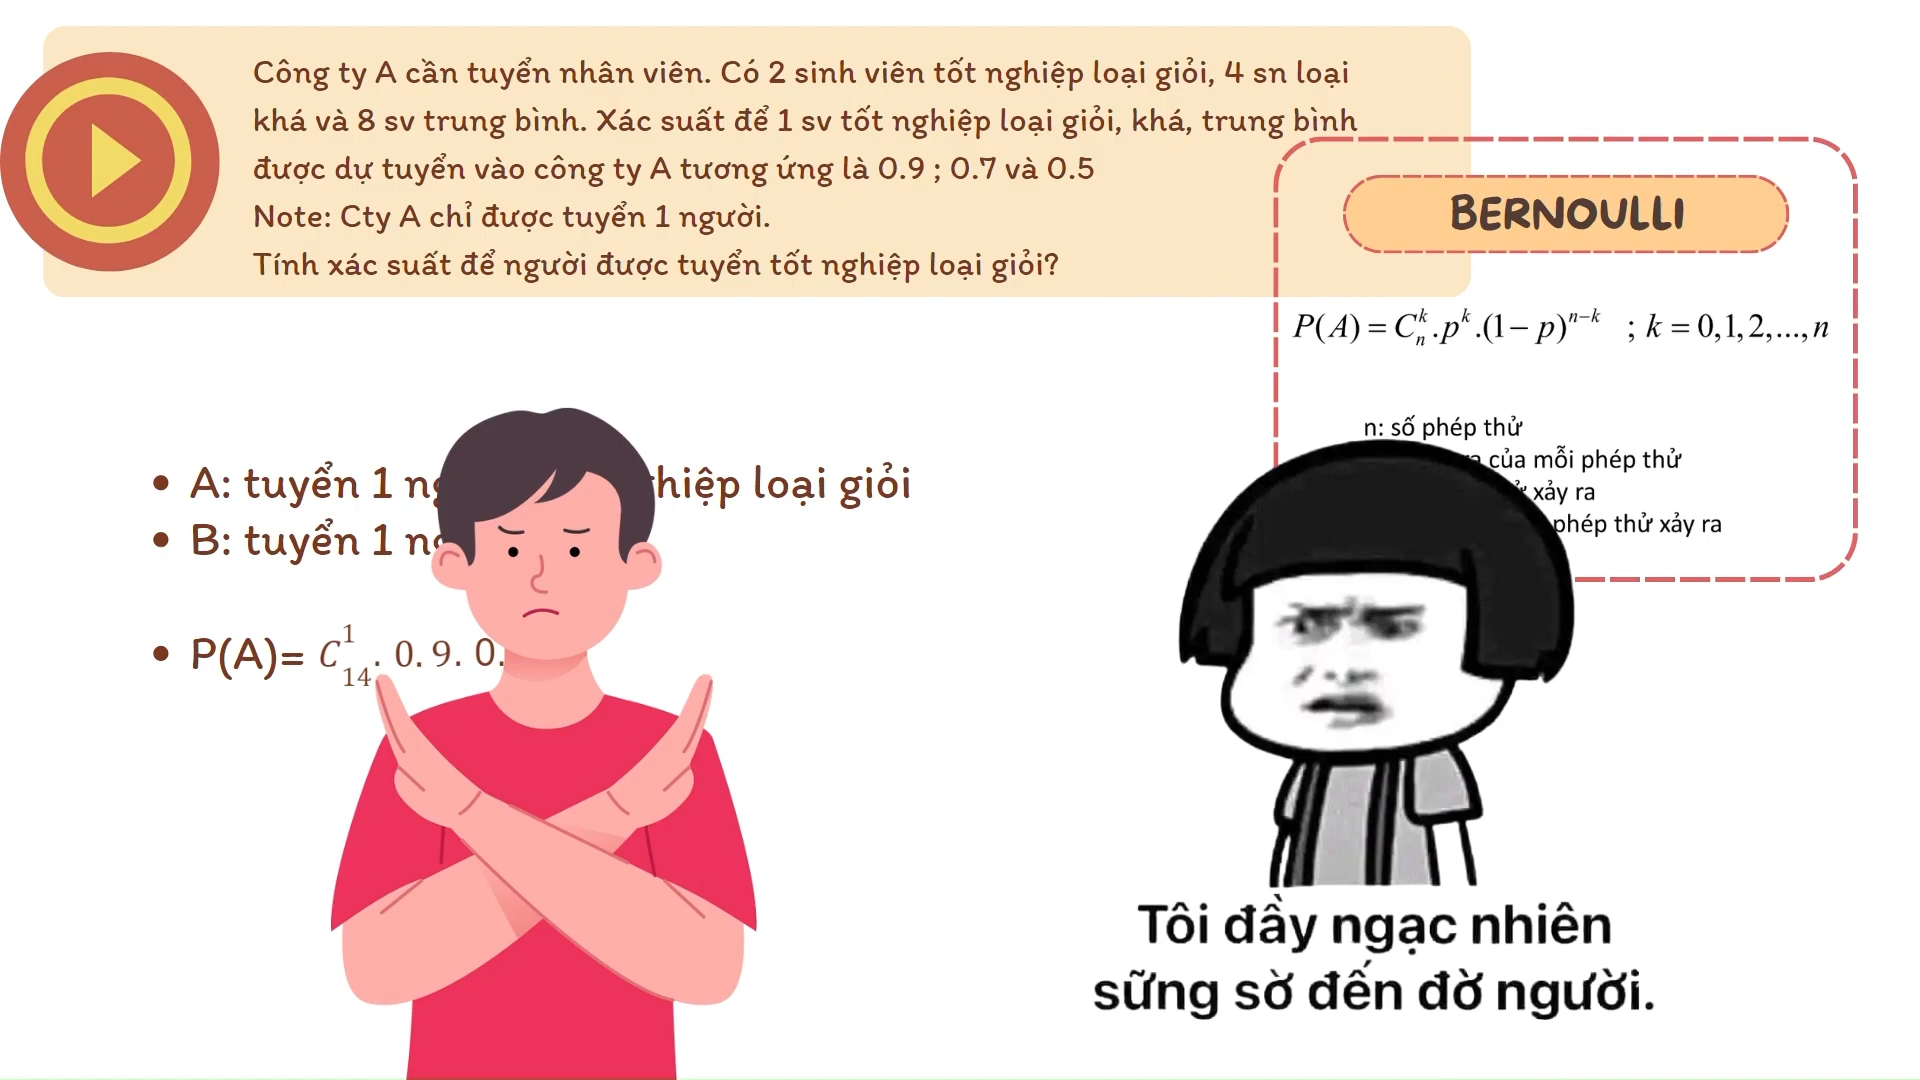 Công ty A cần tuyển nhân viên. Có 2 sinh viên tốt nghiệp loại giỏi, 4 sn loại
khá và 8 sv trung bình. Xác suất để 1 sv tốt nghiệp loại giỏi, khá, trung bình
được dự tuyển vào công ty A tương ứng là 0.9 ; 0.7 và 0.5
Note: Cty A chỉ được tuyển 1 người.
Tính xác suất để người được tuyển tốt nghiệp loại giỏi?
BERNOULLI
P(A) = C_n^k .p^k .(1 − p)^{n−k} ; k = 0,1,2,...,n
n: số phép thử
của mỗi phép thử
xảy ra
phép thử xảy ra
A: tuyển 1 loại giỏi
B: tuyển 1
P(A)= C_{14}^1 . 0. 9. 0.
Tôi đầy ngạc nhiên
sững sờ đến đờ người.